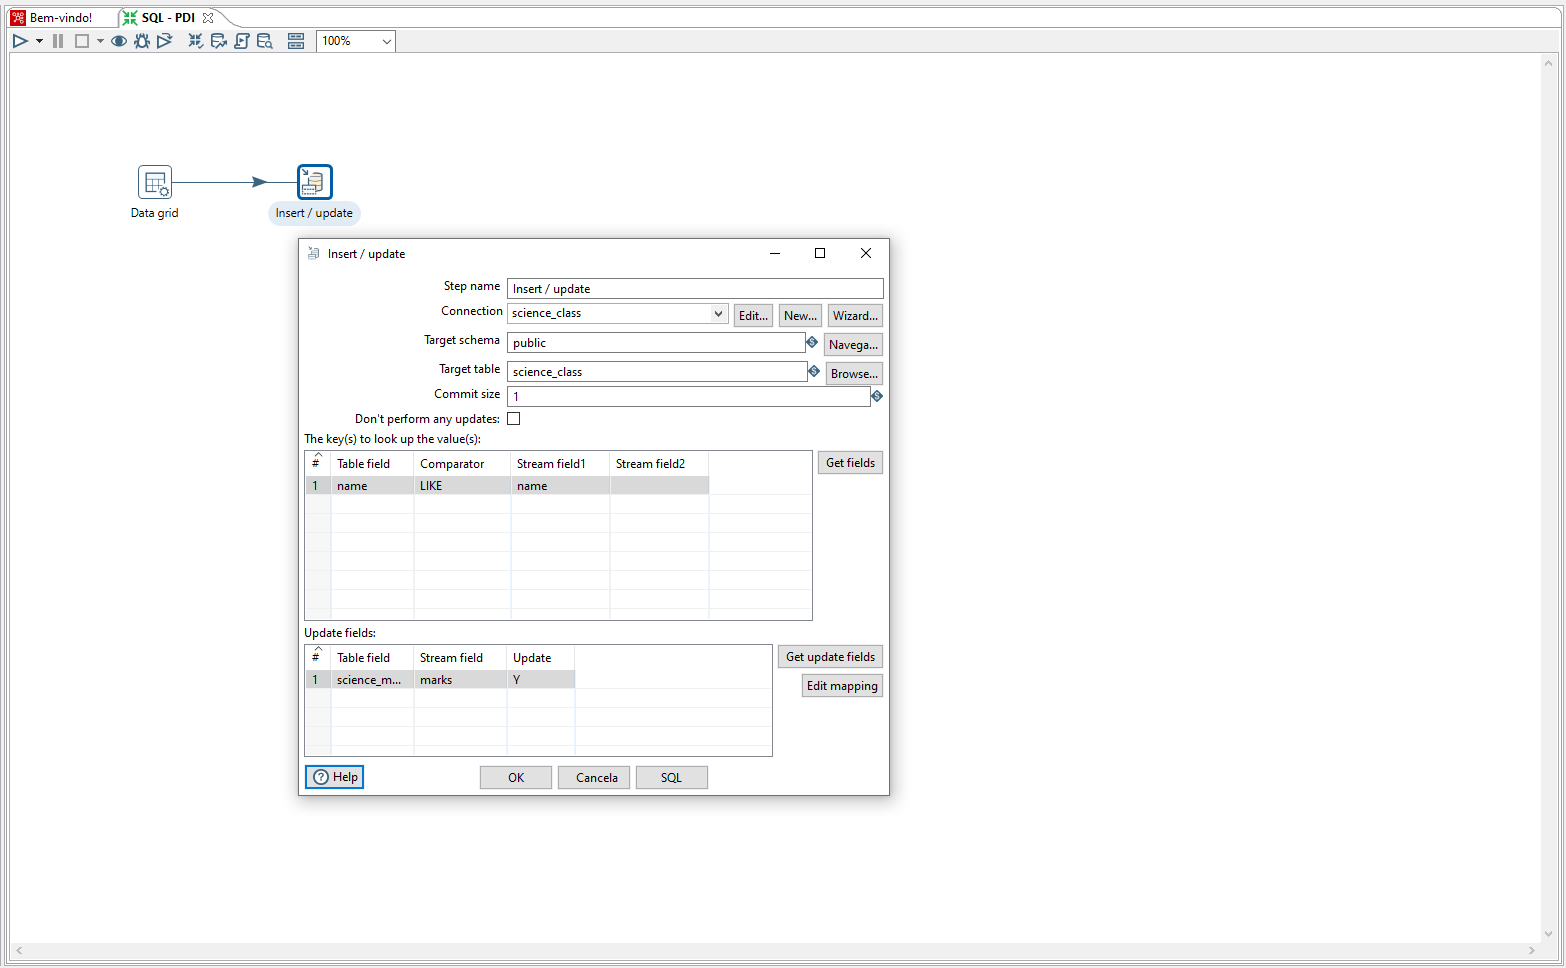 Bem-vindo!
SQL - PDI
100%
Data grid
Insert / update
Insert / update
Step name
Insert / update
Connection
science_class
Edit...
New...
Wizard...
Target schema
public
Navega...
Target table
science_class
Browse...
Commit size
1
Don't perform any updates:
The key(s) to look up the value(s):
# Table field Comparator Stream field1 Stream field2
1 name LIKE name
Get fields
Update fields:
# Table field Stream field Update
1 science_m... marks Y
Get update fields
Edit mapping
Help
OK
Cancela
SQL